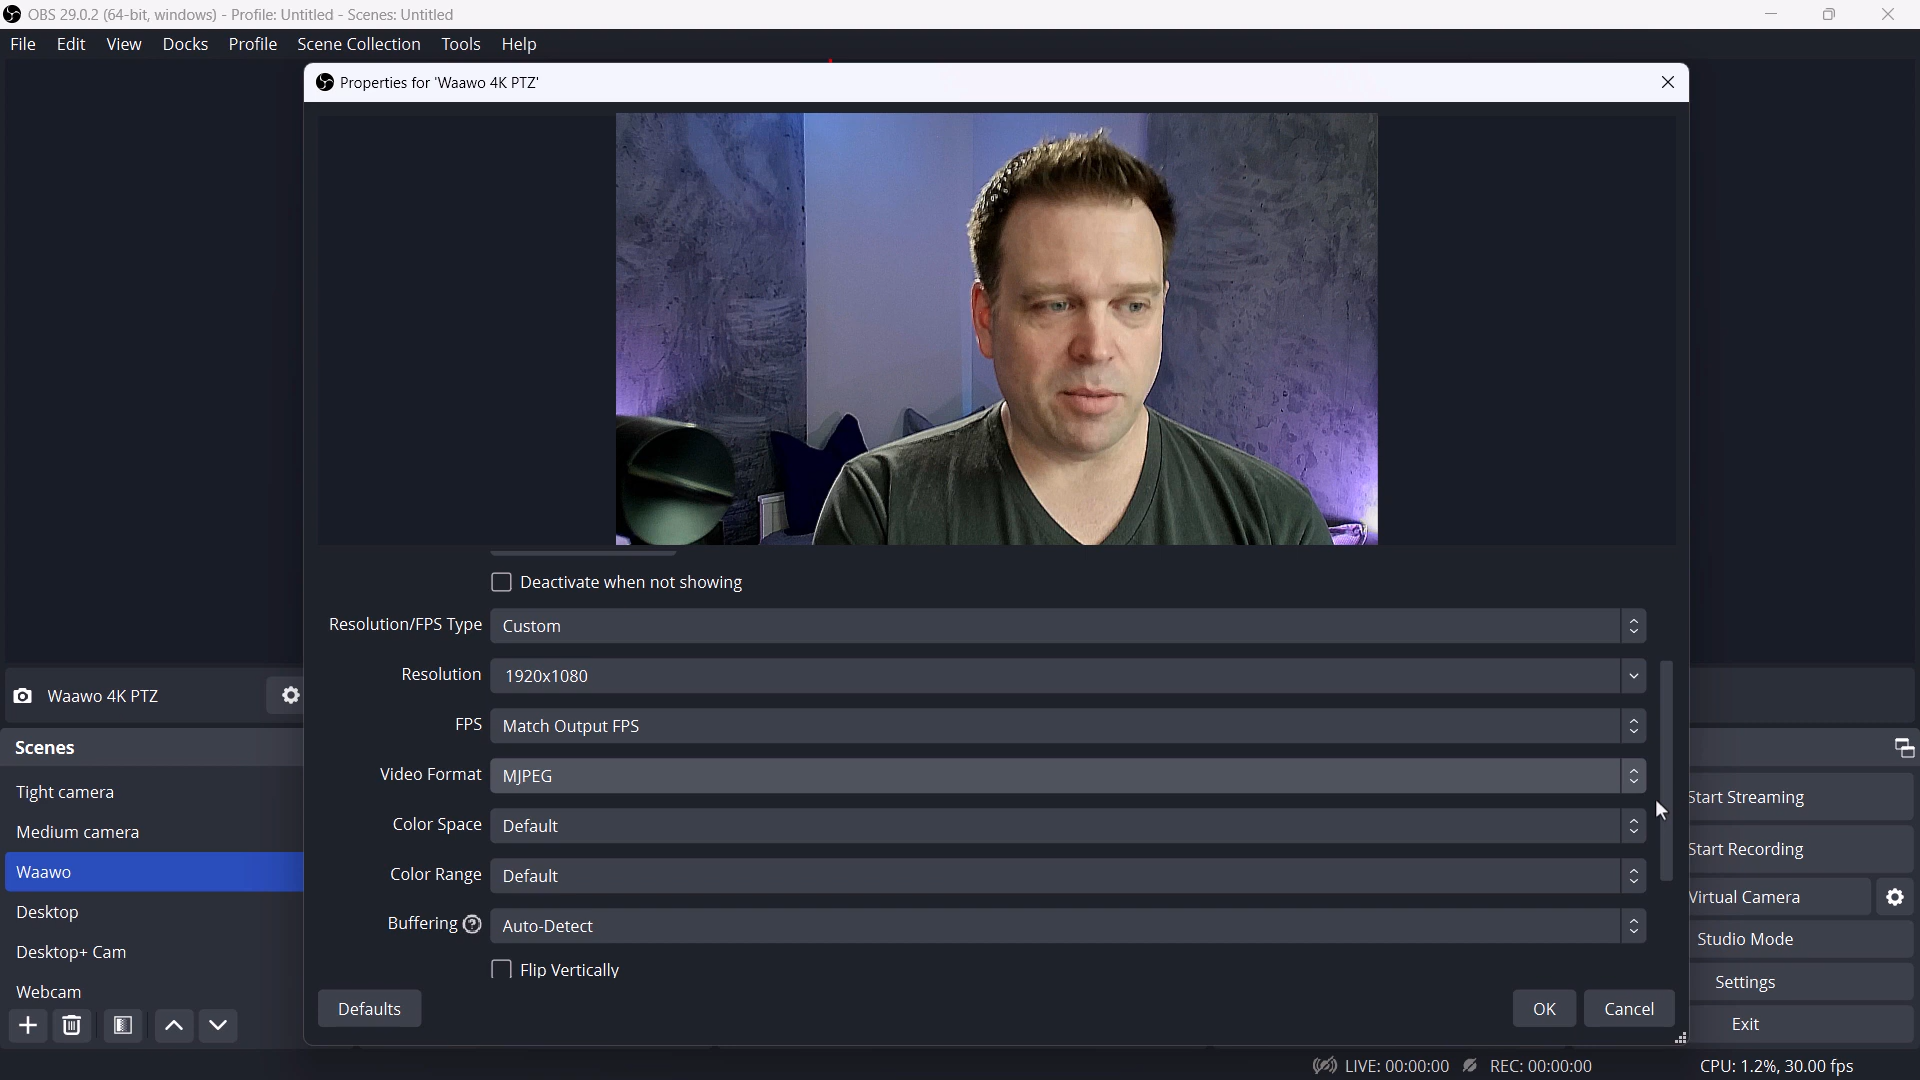 OBS 29.0.2 (64-bit, windows) - Profile: Untitled - Scenes: Untitled
File Edit View Docks Profile Scene Collection Tools Help
Properties for 'Waawo 4K PTZ'
Deactivate when not showing
Resolution/FPS Type Custom
Resolution 1920x1080
FPS Match Output FPS
Video Format MJPEG
Color Space Default
Color Range Default
Buffering ? Auto-Detect
Flip Vertically
Defaults OK Cancel
Waawo 4K PTZ
Scenes
Tight camera
Medium camera
Waawo
Desktop
Desktop+ Cam
Webcam
Start Streaming
Start Recording
Virtual Camera
Studio Mode
Settings
Exit
LIVE: 00:00:00 REC: 00:00:00 CPU: 1.2%, 30.00 fps